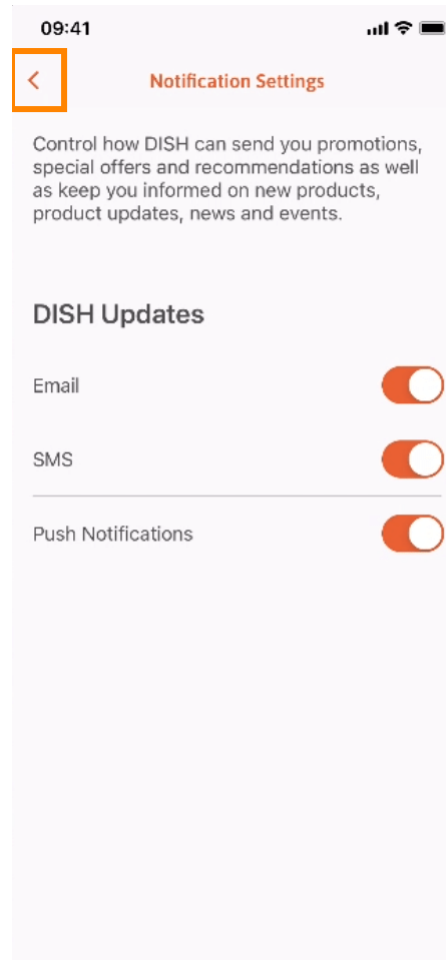 09:41
Notification Settings
Control how DISH can send you promotions,
special offers and recommendations as well
as keep you informed on new products,
product updates, news and events.
DISH Updates
Email
SMS
Push Notifications